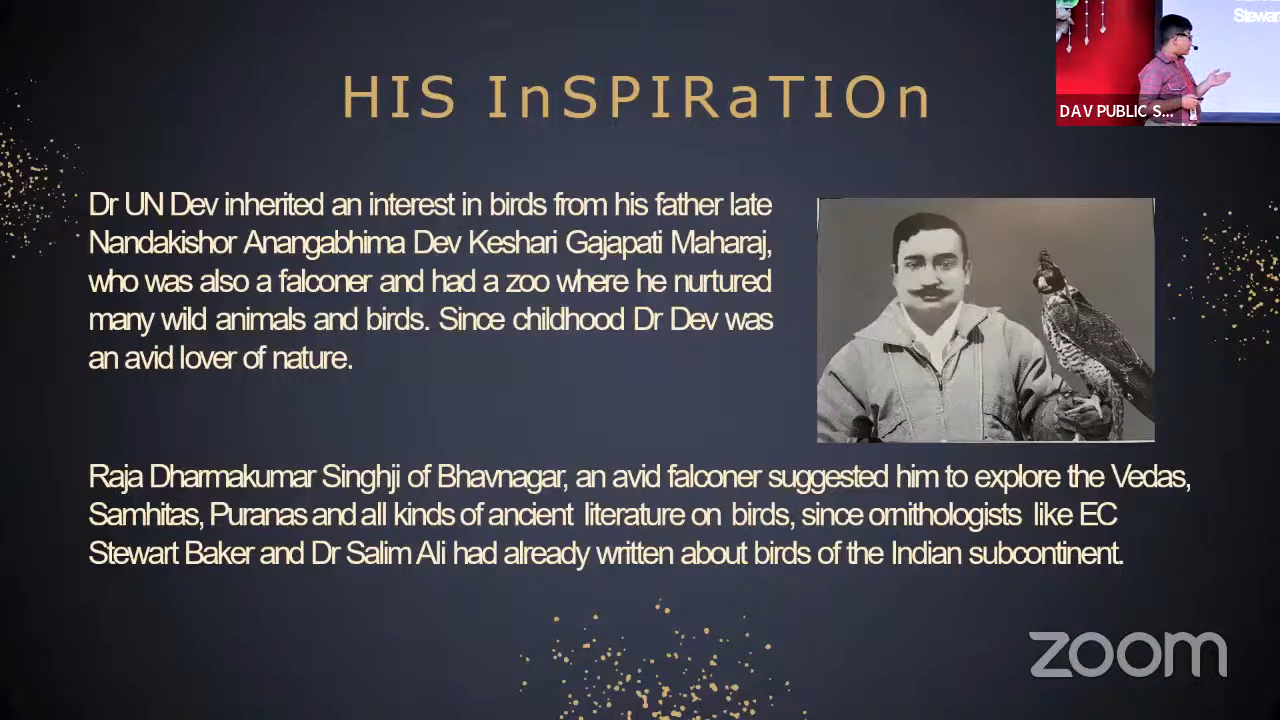 HIS InSPIRaTIOn
Stewar
DAV PUBLIC S...
Dr UN Dev inherited an interest in birds from his father late
Nandakishor Anangabhima Dev Keshari Gajapati Maharaj,
who was also a falconer and had a zoo where he nurtured
many wild animals and birds. Since childhood Dr Dev was
an avid lover of nature.
Raja Dharmakumar Singhji of Bhavnagar, an avid falconer suggested him to explore the Vedas,
Samhitas, Puranas and all kinds of ancient literature on birds, since ornithologists like EC
Stewart Baker and Dr Salim Ali had already written about birds of the Indian subcontinent.
zoom